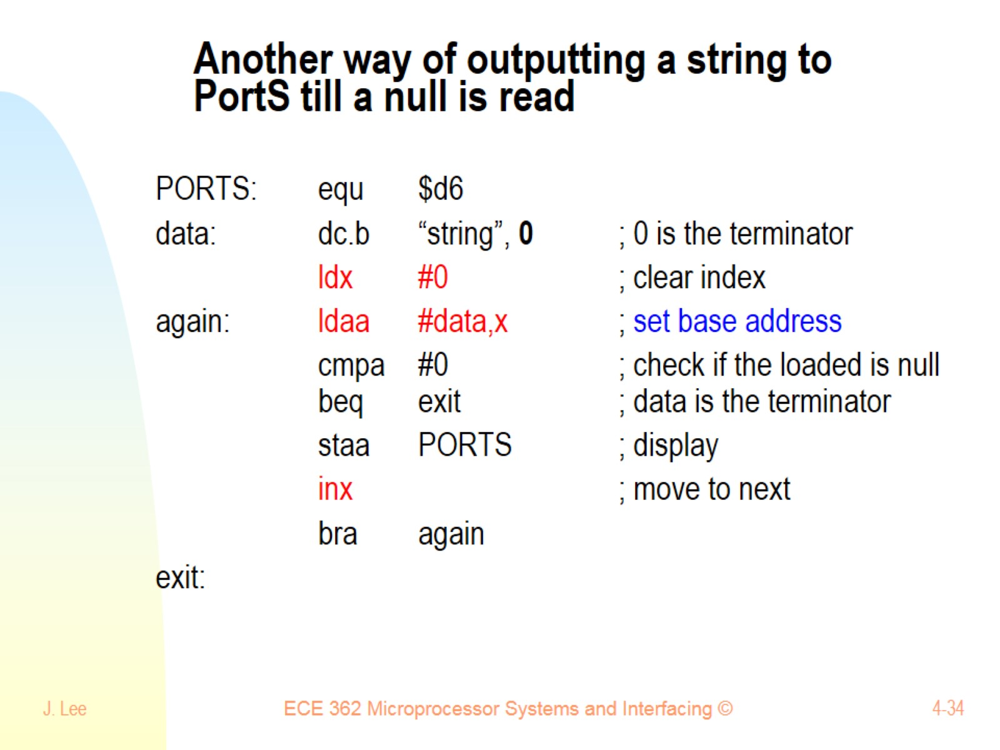 Another way of outputting a string to
PortS till a null is read
PORTS: equ $d6
data: dc.b “string”, 0 ; 0 is the terminator
ldx #0 ; clear index
again: ldaa #data,x ; set base address
cmpa #0 ; check if the loaded is null
beq exit ; data is the terminator
staa PORTS ; display
inx ; move to next
bra again
exit:
J. Lee ECE 362 Microprocessor Systems and Interfacing © 4-34